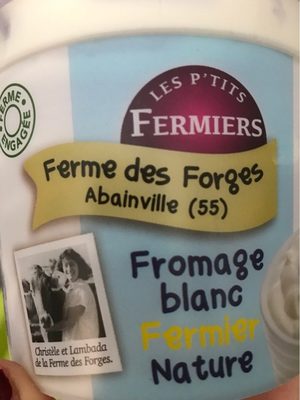 LES P'TITS
FERMIERS
FERME
ENGAGÉE
Ferme des Forges
Abainville (55)
Fromage
blanc
Fermier
Nature
Christèle et Lambada
de la Ferme des Forges.